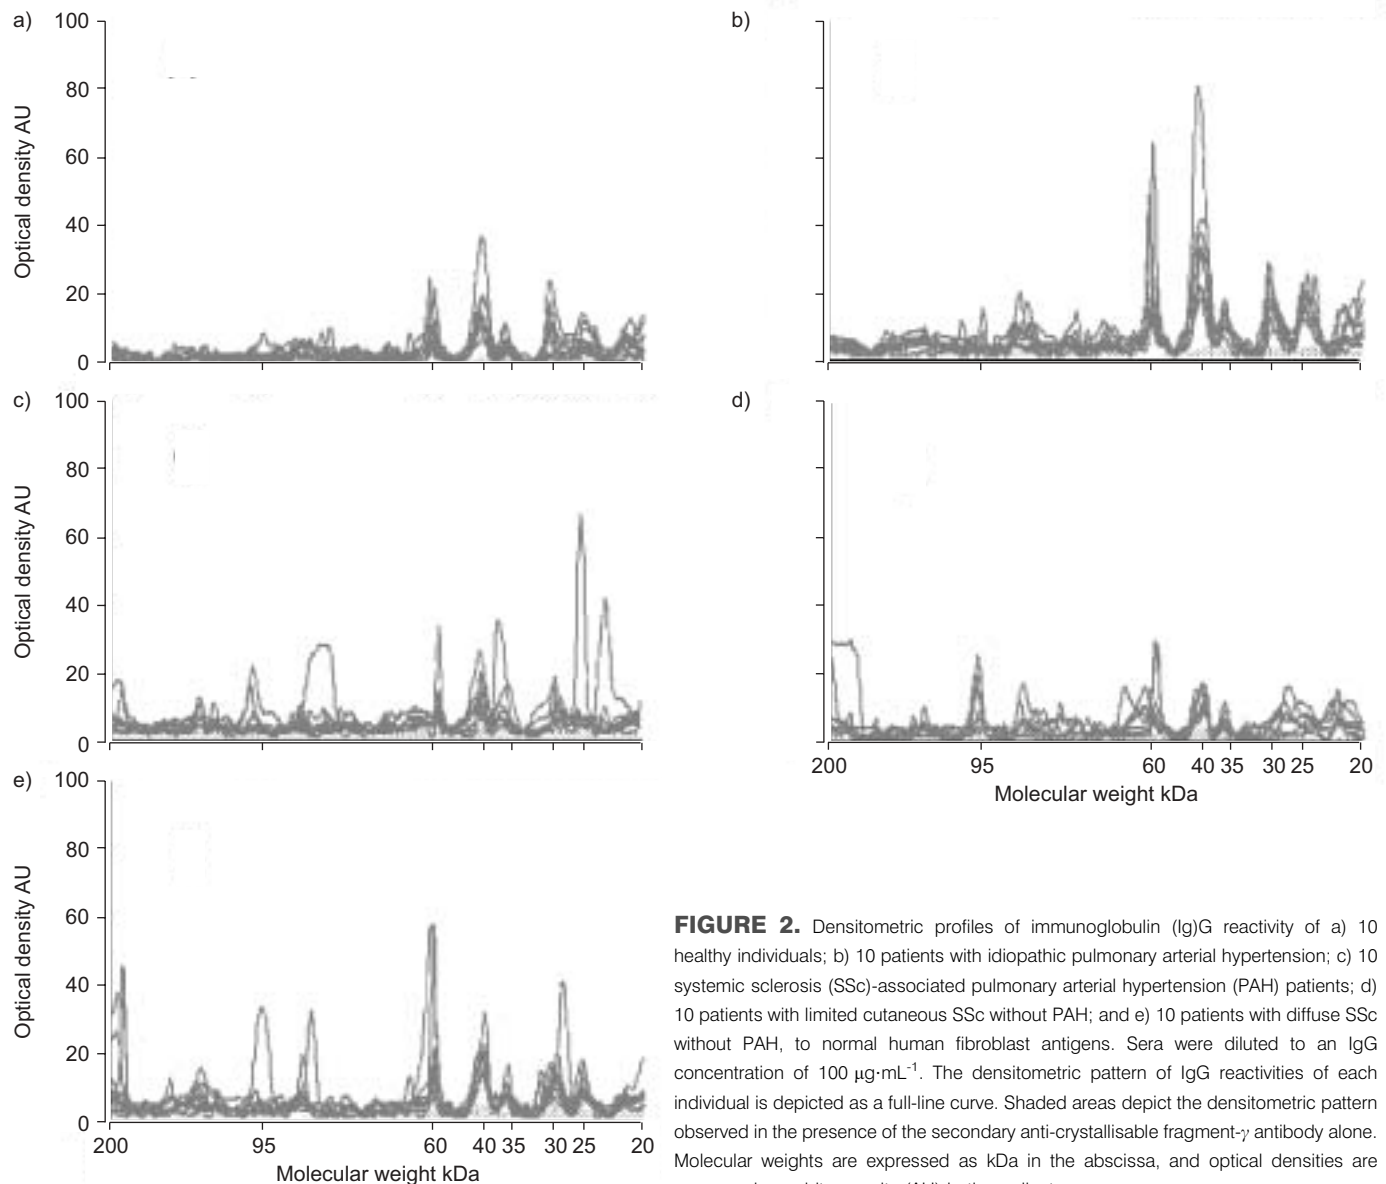 a)
100
80
60
40
20
0
Optical density AU
b)
c)
100
80
60
40
20
0
Optical density AU
d)
200 95 60 40 35 30 25 20
Molecular weight kDa
e)
100
80
60
40
20
0
Optical density AU
200 95 60 40 35 30 25 20
Molecular weight kDa
FIGURE 2. Densitometric profiles of immunoglobulin (Ig)G reactivity of a) 10
healthy individuals; b) 10 patients with idiopathic pulmonary arterial hypertension; c) 10
systemic sclerosis (SSc)-associated pulmonary arterial hypertension (PAH) patients; d)
10 patients with limited cutaneous SSc without PAH; and e) 10 patients with diffuse SSc
without PAH, to normal human fibroblast antigens. Sera were diluted to an IgG
concentration of 100 μg·mL⁻¹. The densitometric pattern of IgG reactivities of each
individual is depicted as a full-line curve. Shaded areas depict the densitometric pattern
observed in the presence of the secondary anti-crystallisable fragment-γ antibody alone.
Molecular weights are expressed as kDa in the abscissa, and optical densities are